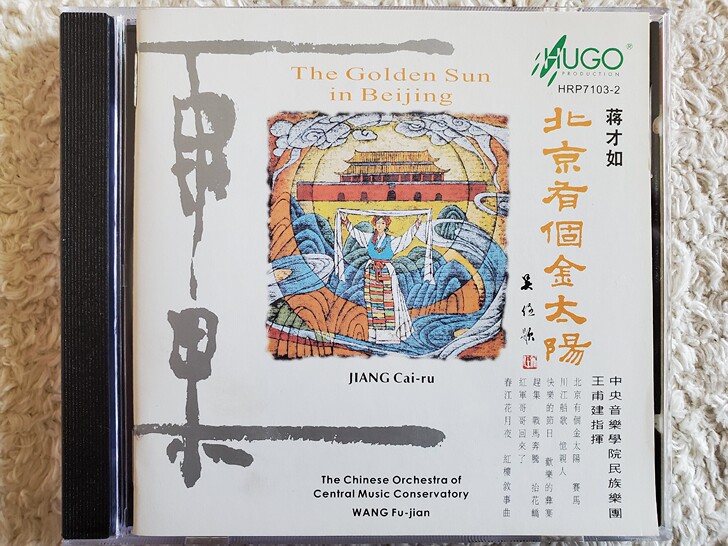 The Golden Sun
in Beijing
HUGO®
PRODUCTION
HRP7103-2
蒋才如
北京有個金太陽
JIANG Cai-ru
中央音樂學院民族樂團
王甫建指揮
北京有個金太陽 賽馬
川江船歌 憶親人
快樂的節日 歡樂的彝寨
趕集 戰馬奔騰 抬花轎
紅軍哥哥回來了
春江花月夜 紅樓敘事曲
The Chinese Orchestra of
Central Music Conservatory
WANG Fu-jian